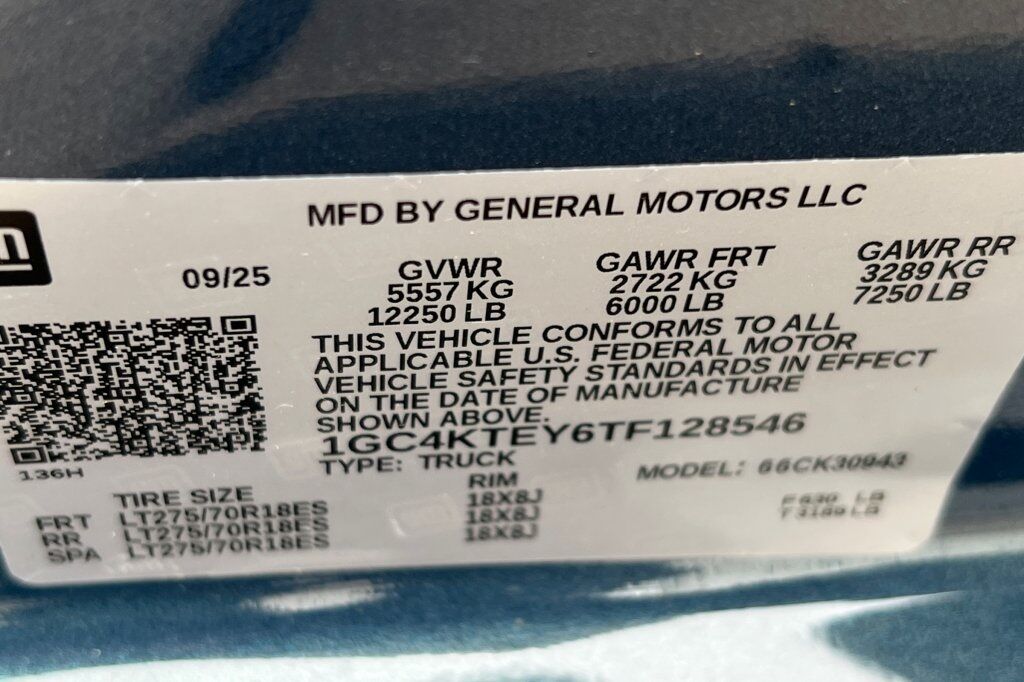 MFD BY GENERAL MOTORS LLC
09/25
GVWR
5557 KG
12250 LB
GAWR FRT
2722 KG
6000 LB
GAWR RR
3289 KG
7250 LB
THIS VEHICLE CONFORMS TO ALL
APPLICABLE U.S. FEDERAL MOTOR
VEHICLE SAFETY STANDARDS IN EFFECT
ON THE DATE OF MANUFACTURE
SHOWN ABOVE.
1GC4KTEY6TF128546
TYPE: TRUCK
MODEL: 66CK30943
136H
TIRE SIZE RIM
FRT LT275/70R18ES 18X8J
RR LT275/70R18ES 18X8J
SPA LT275/70R18ES 18X8J